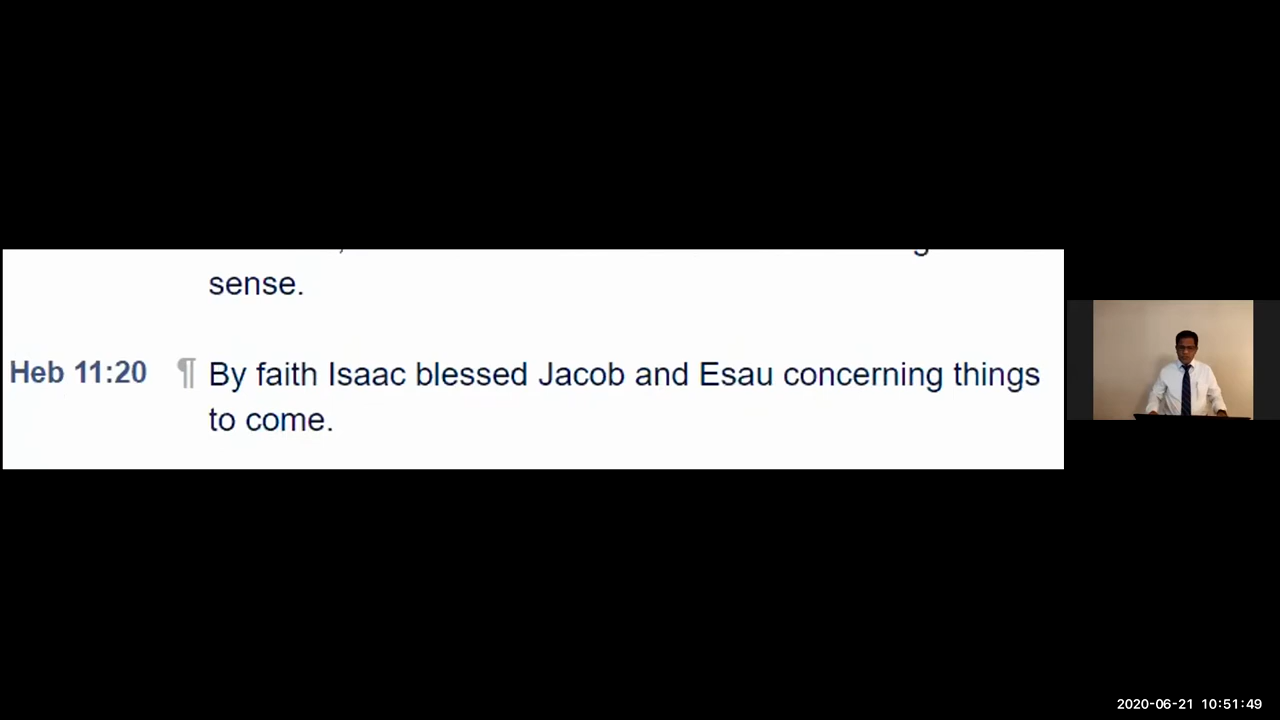 sense.
Heb 11:20 ¶ By faith Isaac blessed Jacob and Esau concerning things
to come.
2020-06-21 10:51:49